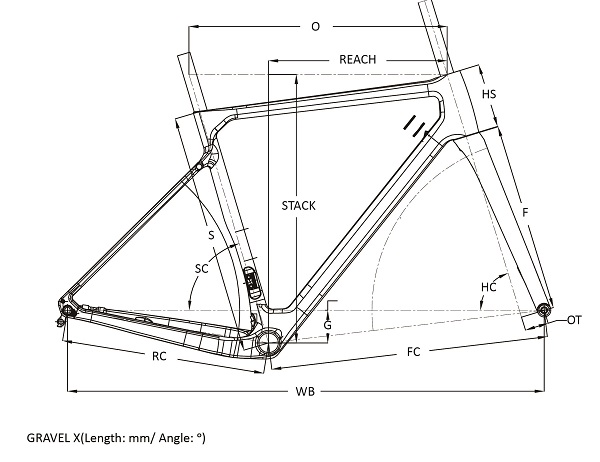 O
REACH
HS
STACK
F
S
SC
HC
G
OT
RC
FC
WB
GRAVEL X(Length: mm/ Angle: °)